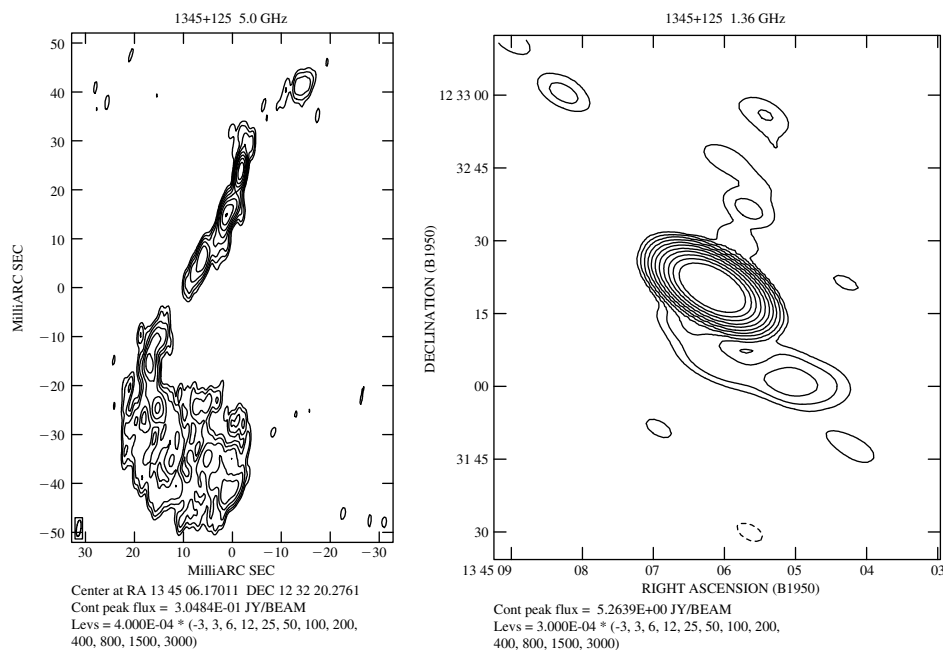 1345+125 5.0 GHz
50
40
30
20
10
0
−10
−20
−30
−40
−50
MilliARC SEC
30 20 10 0 −10 −20 −30
MilliARC SEC
Center at RA 13 45 06.17011 DEC 12 32 20.2761
Cont peak flux = 3.0484E-01 JY/BEAM
Levs = 4.000E-04 * (-3, 3, 6, 12, 25, 50, 100, 200,
400, 800, 1500, 3000)
1345+125 1.36 GHz
12 33 00
32 45
30
15
00
31 45
30
DECLINATION (B1950)
13 45 09 08 07 06 05 04 03
RIGHT ASCENSION (B1950)
Cont peak flux = 5.2639E+00 JY/BEAM
Levs = 3.000E-04 * (-3, 3, 6, 12, 25, 50, 100, 200,
400, 800, 1500, 3000)